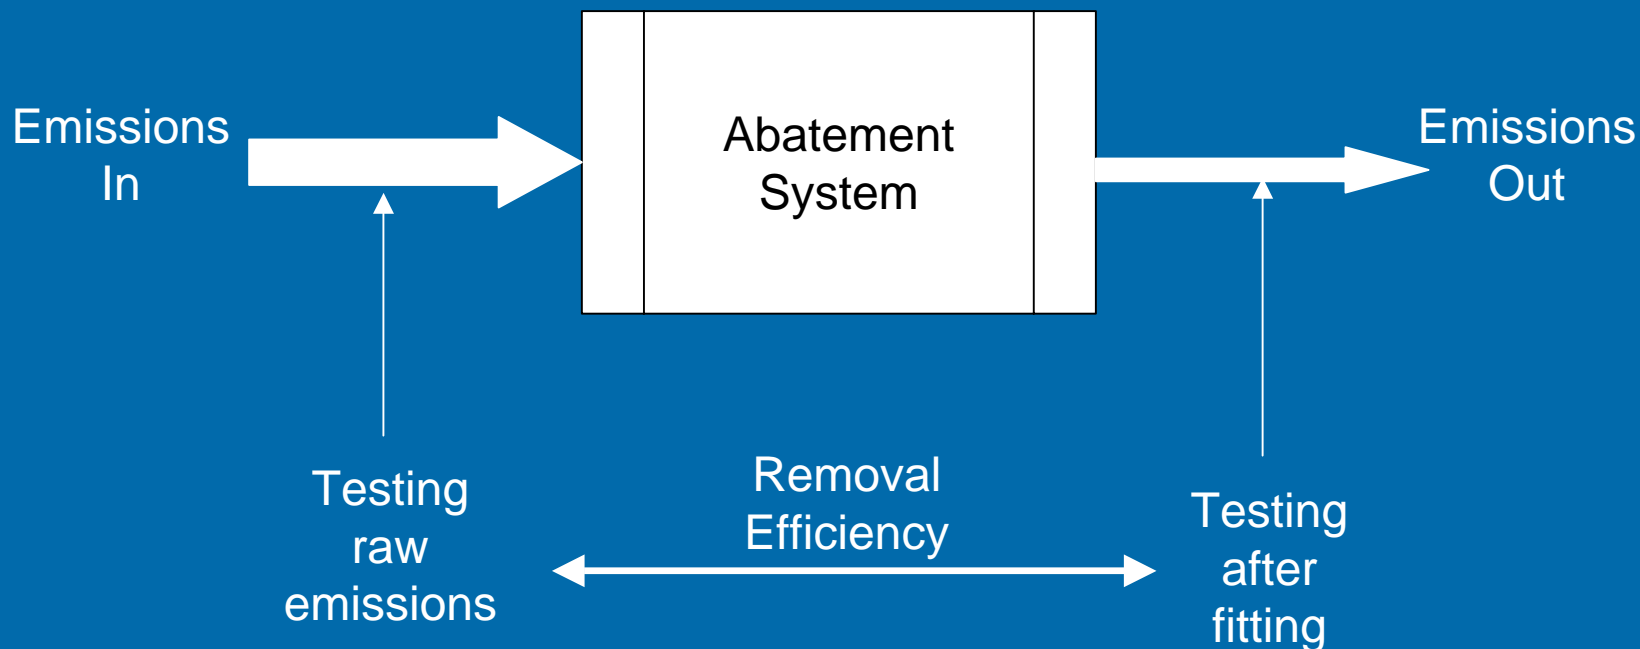 Emissions
In
Abatement
System
Emissions
Out
Testing
raw
emissions
Removal
Efficiency
Testing
after
fitting